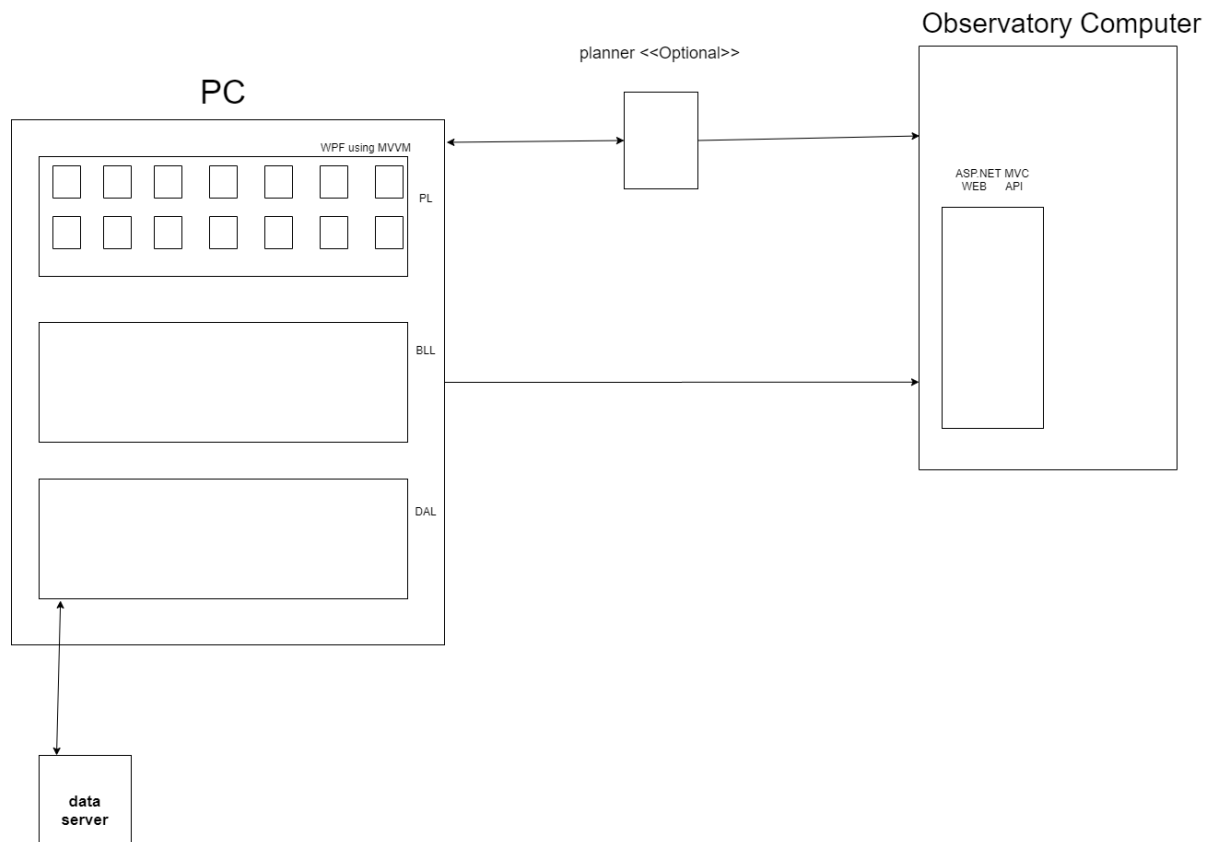 Observatory Computer
planner <<Optional>>
PC
WPF using MVVM
PL
ASP.NET MVC
WEB API
BLL
DAL
data
server